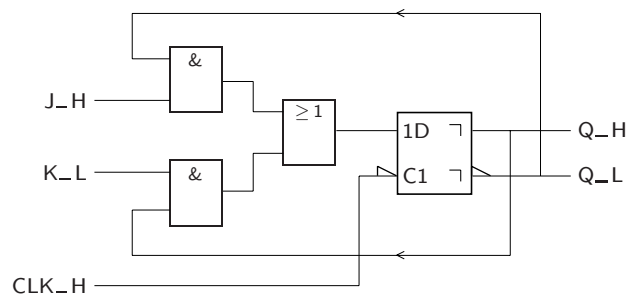 &
J_H
≥1
1D ¬ Q_H
K_L
&
C1 ¬ Q_L
CLK_H